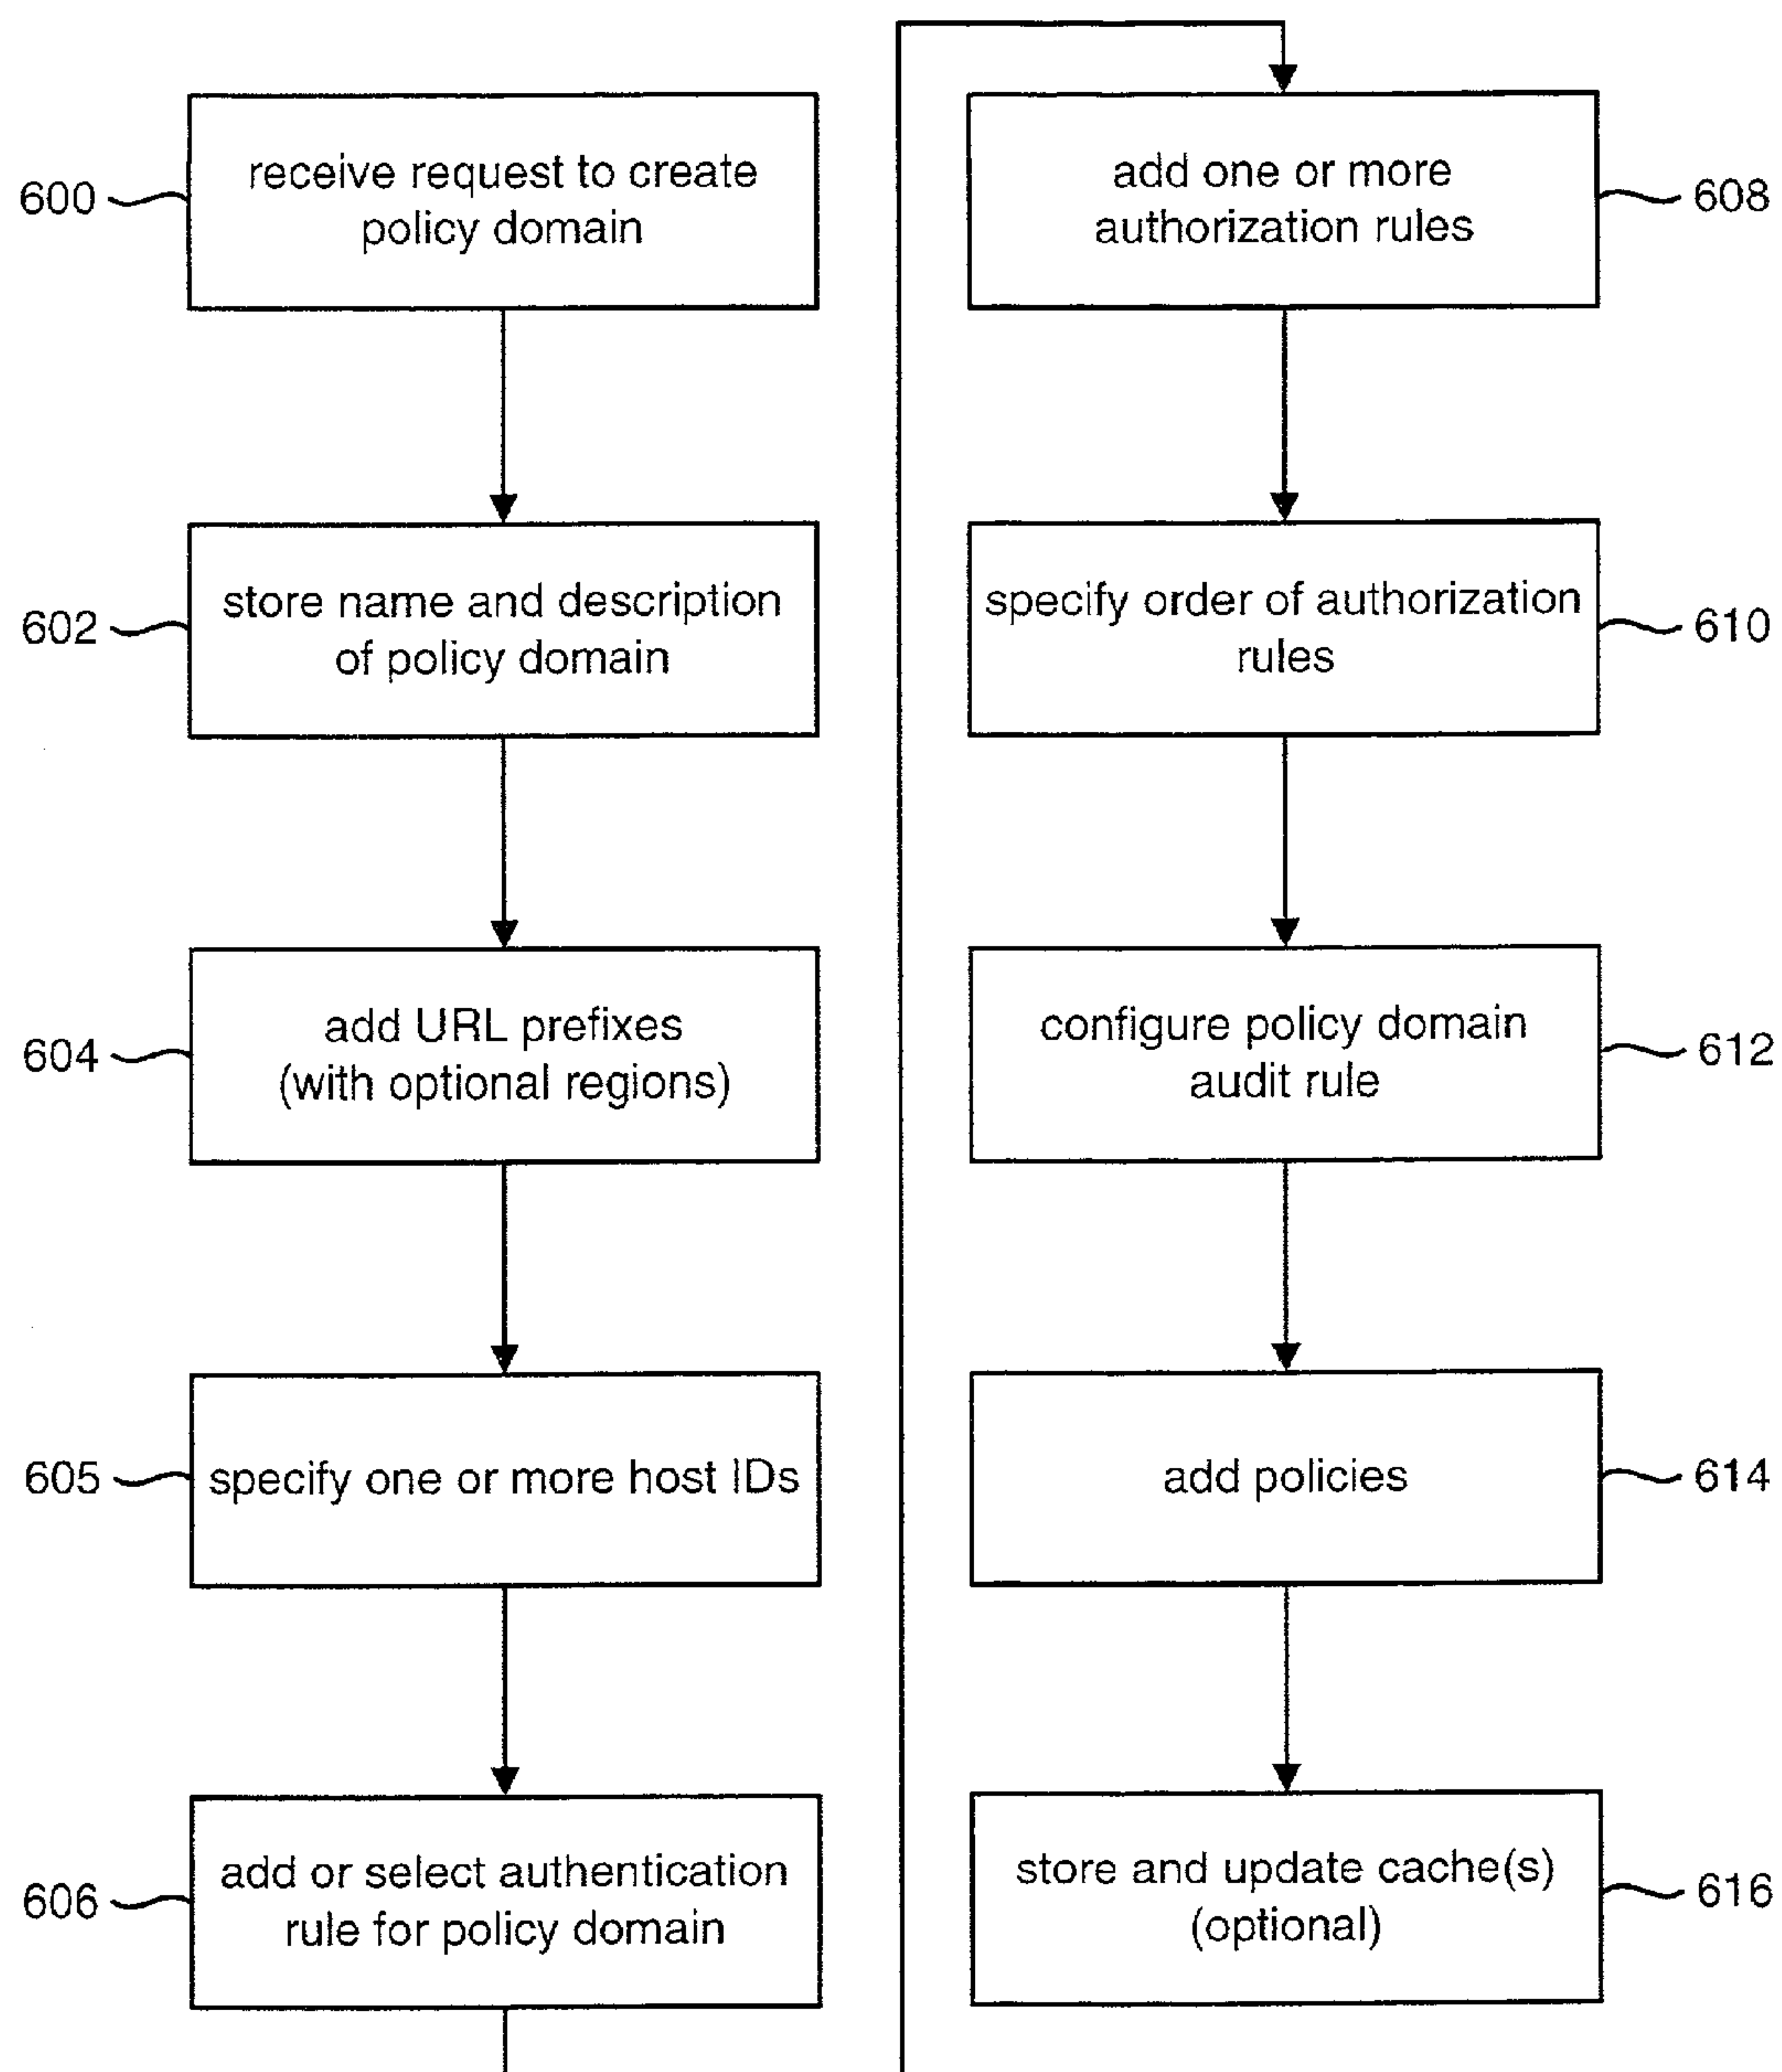 600
receive request to create
policy domain
602
store name and description
of policy domain
604
add URL prefixes
(with optional regions)
605
specify one or more host IDs
606
add or select authentication
rule for policy domain
add one or more
authorization rules
608
specify order of authorization
rules
610
configure policy domain
audit rule
612
add policies
614
store and update cache(s)
(optional)
616